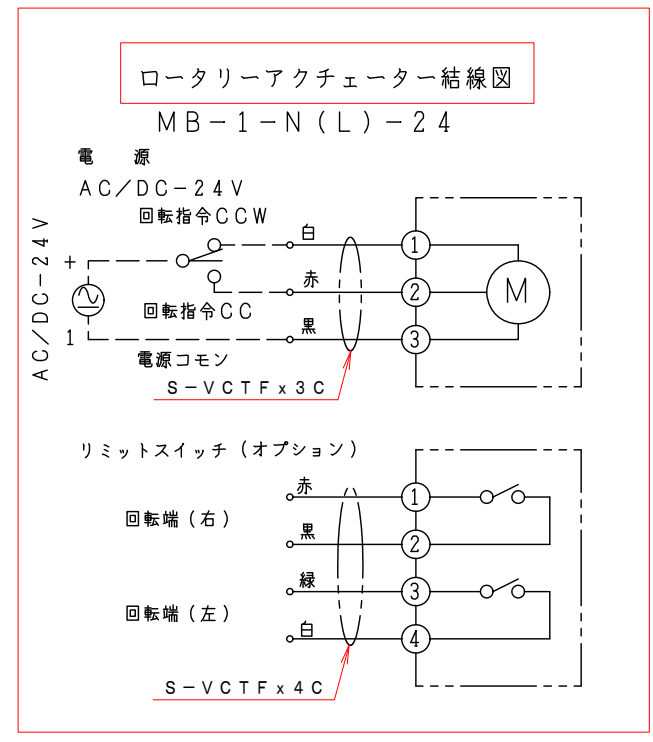 ロータリーアクチェーター結線図
MB-1-N(L)-24
電 源
AC/DC-24V
回転指令CCW
白
1
AC/DC-24V
+
赤
2
M
回転指令CC
1
黒
3
電源コモン
S-VCTFx3C
リミットスイッチ(オプション)
赤
1
回転端(右)
黒
2
緑
3
回転端(左)
白
4
S-VCTFx4C